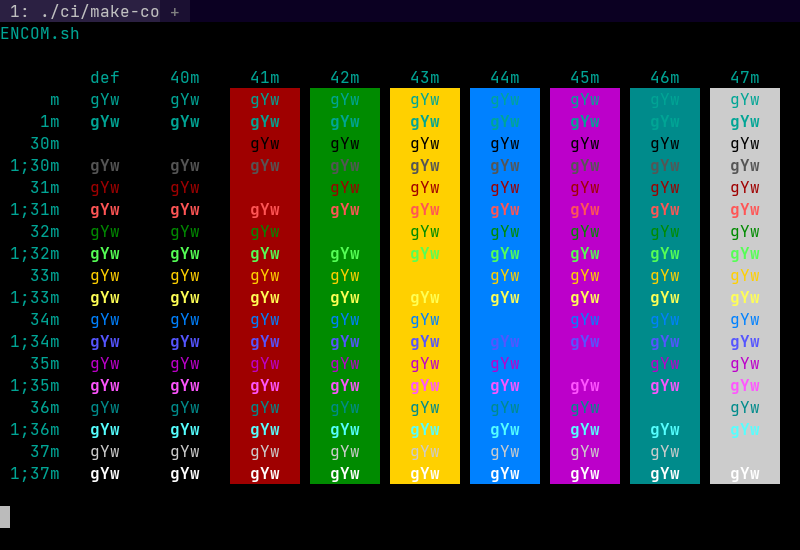 1: ./ci/make-co +
ENCOM.sh
def 40m 41m 42m 43m 44m 45m 46m 47m
m gYw gYw gYw gYw gYw gYw gYw gYw gYw
1m gYw gYw gYw gYw gYw gYw gYw gYw gYw
30m gYw gYw gYw gYw gYw gYw gYw
1;30m gYw gYw gYw gYw gYw gYw gYw gYw gYw
31m gYw gYw gYw gYw gYw gYw gYw gYw
1;31m gYw gYw gYw gYw gYw gYw gYw gYw gYw
32m gYw gYw gYw gYw gYw gYw gYw gYw
1;32m gYw gYw gYw gYw gYw gYw gYw gYw gYw
33m gYw gYw gYw gYw gYw gYw gYw gYw
1;33m gYw gYw gYw gYw gYw gYw gYw gYw gYw
34m gYw gYw gYw gYw gYw gYw gYw gYw
1;34m gYw gYw gYw gYw gYw gYw gYw gYw gYw
35m gYw gYw gYw gYw gYw gYw gYw gYw
1;35m gYw gYw gYw gYw gYw gYw gYw gYw gYw
36m gYw gYw gYw gYw gYw gYw gYw gYw
1;36m gYw gYw gYw gYw gYw gYw gYw gYw gYw
37m gYw gYw gYw gYw gYw gYw gYw gYw
1;37m gYw gYw gYw gYw gYw gYw gYw gYw gYw